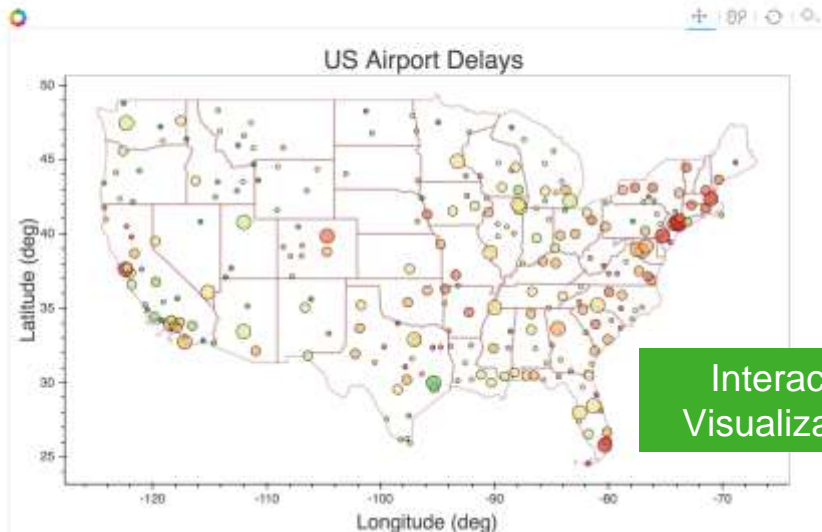 US Airport Delays
50
45
40
35
30
25
Latitude (deg)
-120
-110
-100
-90
-80
-70
Longitude (deg)
Interac
Visualiza